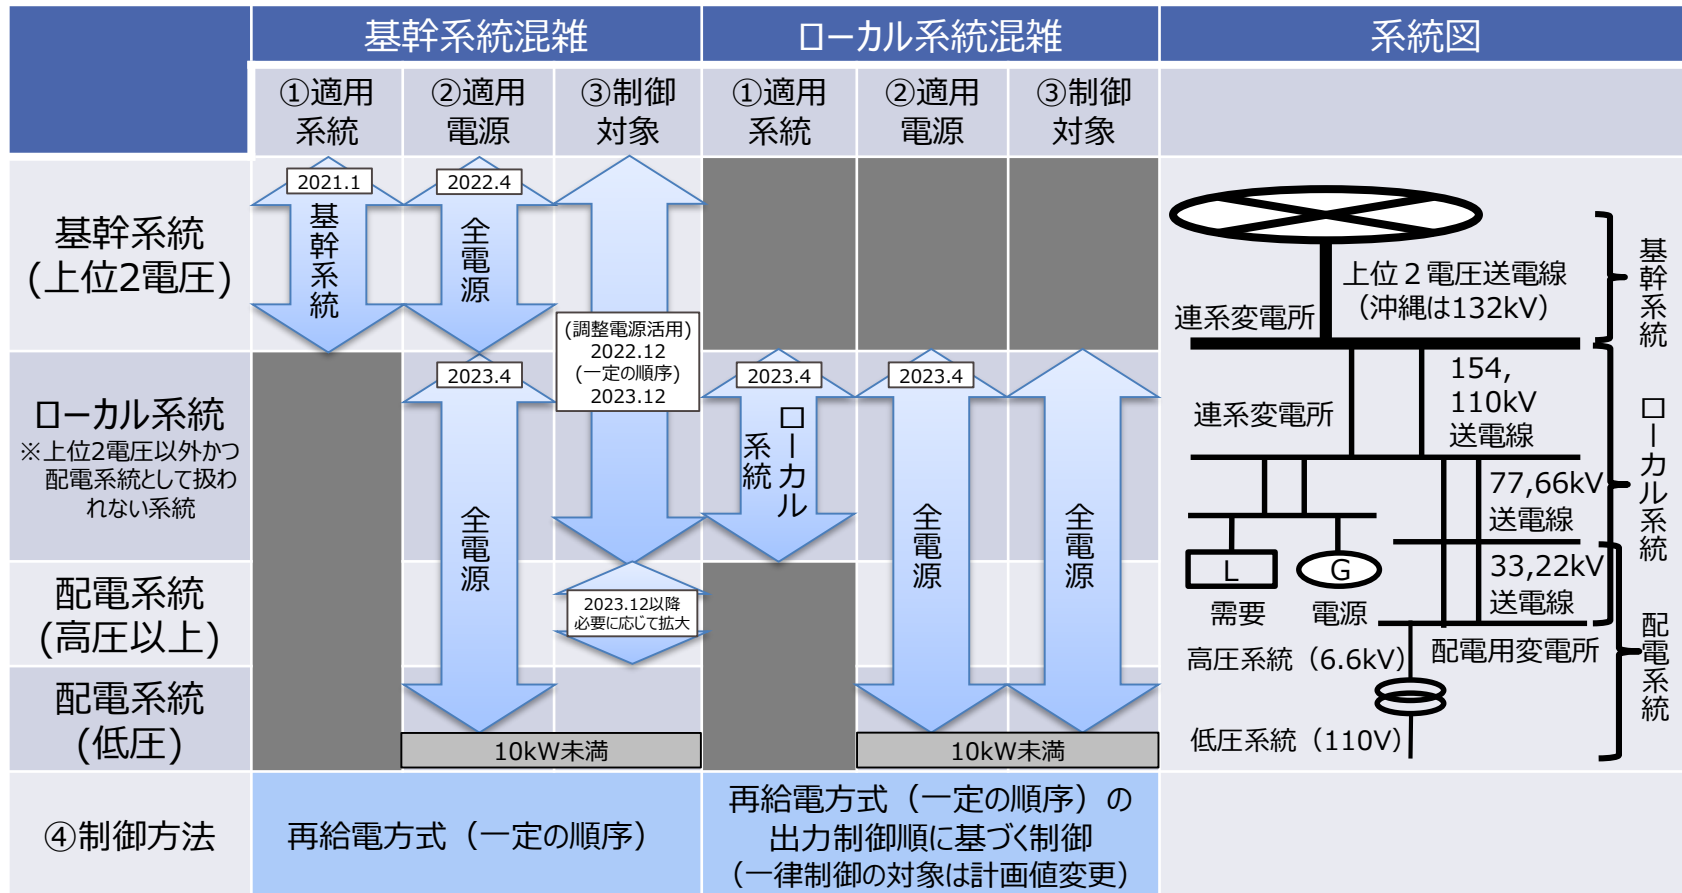 基幹系統混雑
ローカル系統混雑
系統図
①適用
系統
②適用
電源
③制御
対象
①適用
系統
②適用
電源
③制御
対象
基幹系統
(上位2電圧)
2021.1
基幹系統
2022.4
全電源
(調整電源活用)
2022.12
(一定の順序)
2023.12
ローカル系統
※上位2電圧以外かつ
配電系統として扱わ
れない系統
2023.4
全電源
2023.4
ローカル
系統
2023.4
全電源
全電源
配電系統
(高圧以上)
2023.12以降
必要に応じて拡大
配電系統
(低圧)
10kW未満
10kW未満
④制御方法
再給電方式（一定の順序）
再給電方式（一定の順序）の
出力制御順に基づく制御
（一律制御の対象は計画値変更）
上位２電圧送電線
（沖縄は132kV）
連系変電所
基幹系統
154,
110kV
送電線
連系変電所
77,66kV
送電線
ローカル系統
L
G
需要
電源
33,22kV
送電線
配電用変電所
高圧系統（6.6kV）
低圧系統（110V）
配電系統